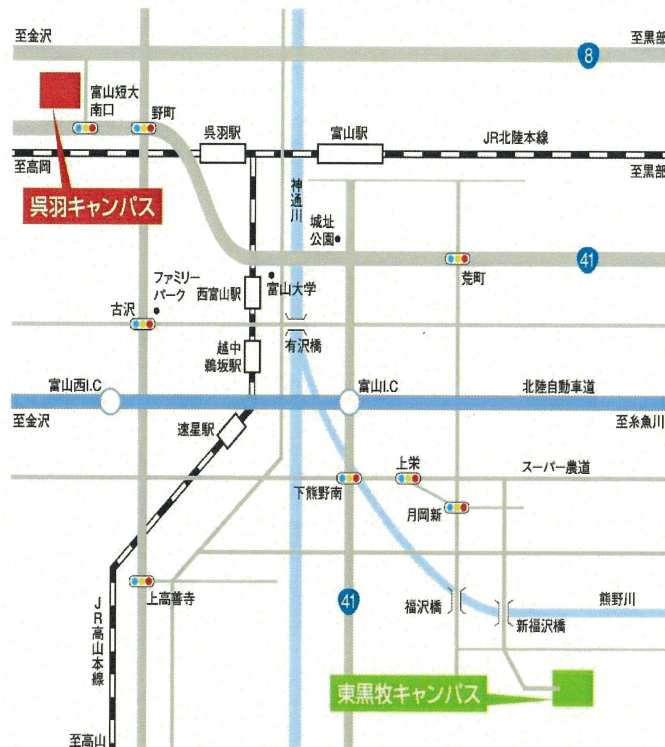 至金沢
至黒部
8
富山短大
南口
野町
呉羽駅
富山駅
JR北陸本線
至高岡
至黒部
呉羽キャンパス
神通川
城址
公園
41
荒町
ファミリー
パーク
西富山駅
富山大学
古沢
有沢橋
越中
鵜坂駅
富山西I.C
富山I.C
北陸自動車道
至金沢
至糸魚川
速星駅
上栄
スーパー農道
下熊野南
月岡新
上高善寺
JR高山本線
41
福沢橋
熊野川
新福沢橋
東黒牧キャンパス
至高山